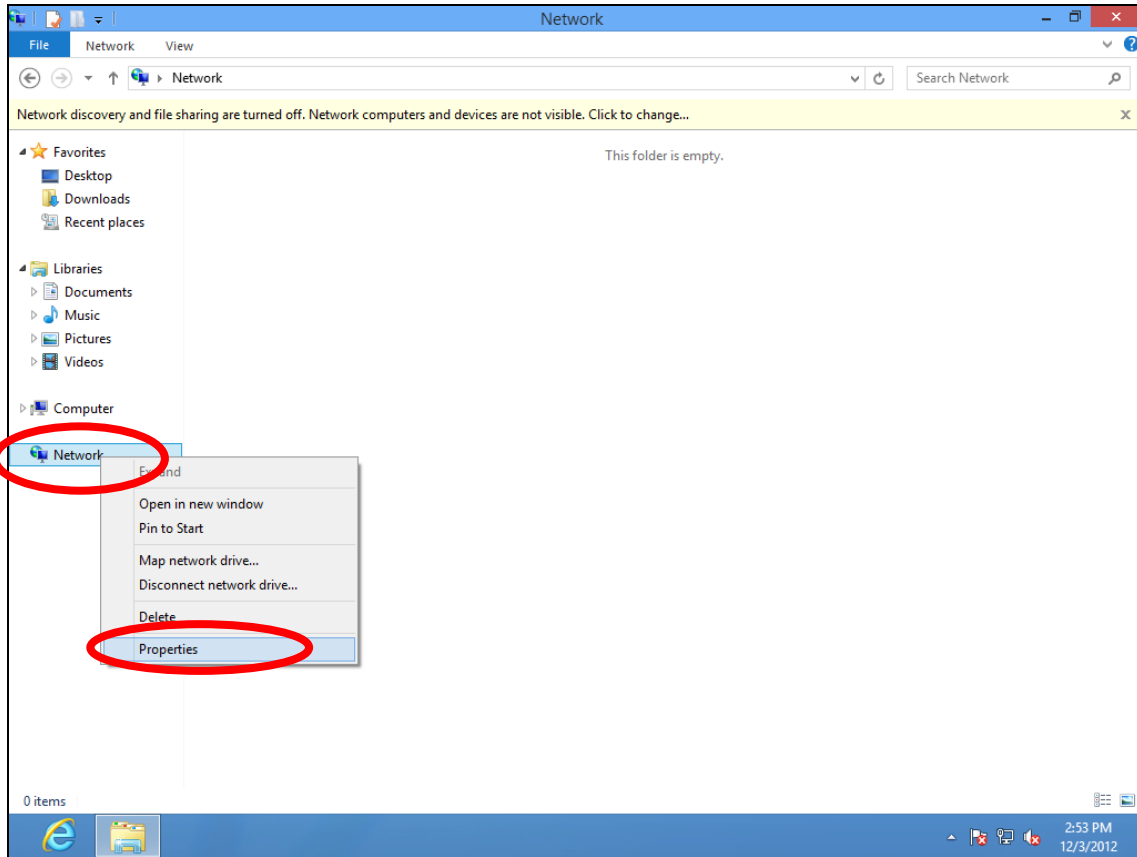 Network
File Network View
Network
Search Network
Network discovery and file sharing are turned off. Network computers and devices are not visible. Click to change...
Favorites
This folder is empty.
Desktop
Downloads
Recent places
Libraries
Documents
Music
Pictures
Videos
Computer
Network
Expand
Open in new window
Pin to Start
Map network drive...
Disconnect network drive...
Delete
Properties
0 items
2:53 PM
12/3/2012